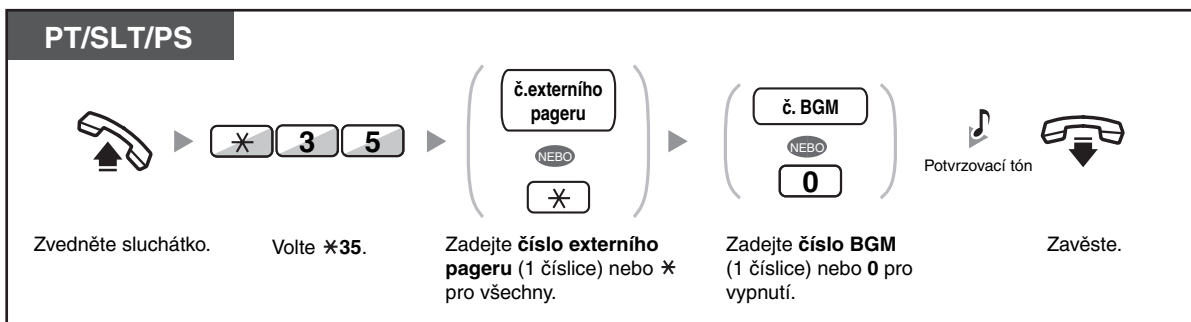 PT/SLT/PS
✳ 3 5
č.externího
pageru
NEBO
✳
č. BGM
NEBO
0
Potvrzovací tón
Zvedněte sluchátko.
Volte ✳35.
Zadejte číslo externího
pageru (1 číslice) nebo ✳
pro všechny.
Zadejte číslo BGM
(1 číslice) nebo 0 pro
vypnutí.
Zavěste.